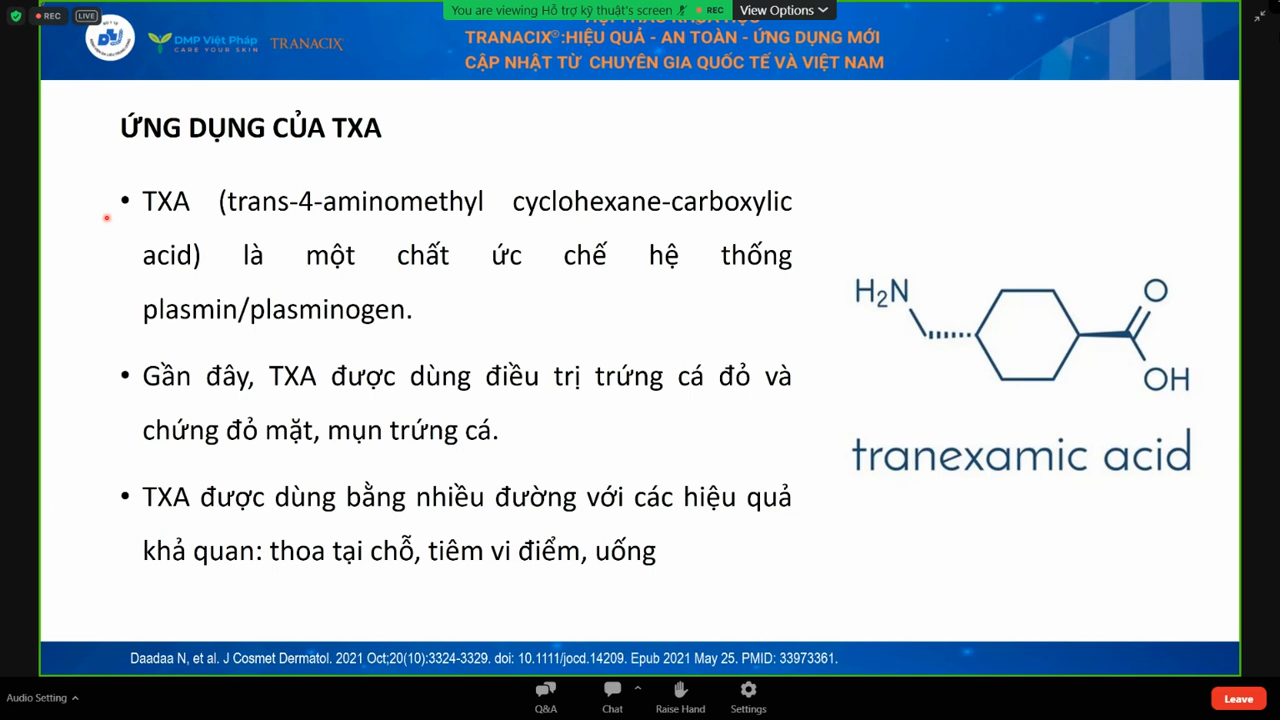 REC
LIVE
You are viewing Hỗ trợ kỹ thuật's screen
REC
View Options
DMP Việt Pháp
CARE YOUR SKIN
TRANACIX
TRANACIX®:HIỆU QUẢ - AN TOÀN - ỨNG DỤNG MỚI
CẬP NHẬT TỪ CHUYÊN GIA QUỐC TẾ VÀ VIỆT NAM
ỨNG DỤNG CỦA TXA
• TXA (trans-4-aminomethyl cyclohexane-carboxylic
acid) là một chất ức chế hệ thống
plasmin/plasminogen.
• Gần đây, TXA được dùng điều trị trứng cá đỏ và
chứng đỏ mặt, mụn trứng cá.
• TXA được dùng bằng nhiều đường với các hiệu quả
khả quan: thoa tại chỗ, tiêm vi điểm, uống
H₂N
O
OH
tranexamic acid
Daadaa N, et al. J Cosmet Dermatol. 2021 Oct;20(10):3324-3329. doi: 10.1111/jocd.14209. Epub 2021 May 25. PMID: 33973361.
Audio Setting
Q&A
Chat
Raise Hand
Settings
Leave